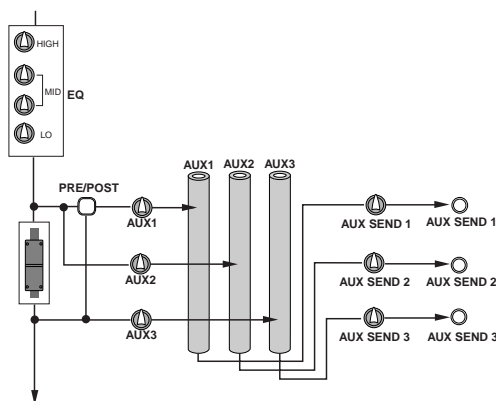 HIGH
MID
EQ
LO
PRE/POST
AUX1 AUX2 AUX3
AUX1
AUX2
AUX3
AUX SEND 1 AUX SEND 1
AUX SEND 2 AUX SEND 2
AUX SEND 3 AUX SEND 3